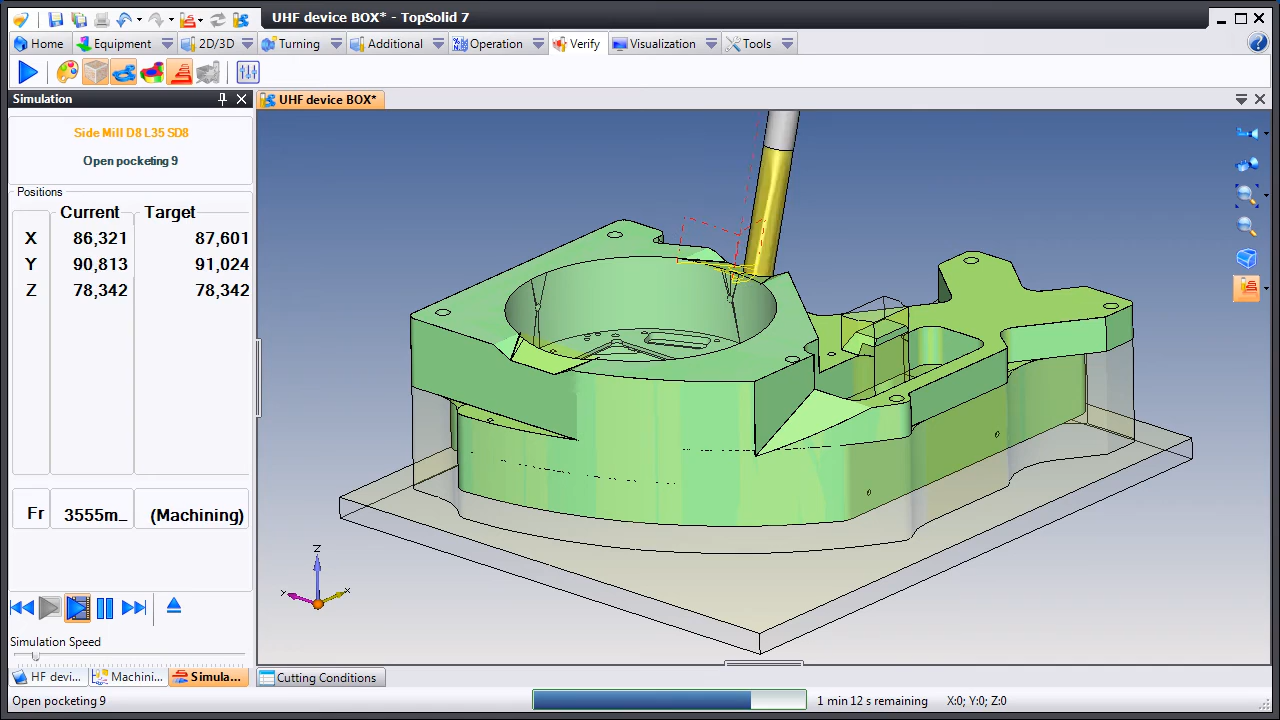 UHF device BOX* - TopSolid 7
Home Equipment 2D/3D Turning Additional Operation Verify Visualization Tools
Simulation
UHF device BOX*
Side Mill D8 L35 SD8
Open pocketing 9
Positions
Current Target
X 86,321 87,601
Y 90,813 91,024
Z 78,342 78,342
Fr 3555m_ (Machining)
Z
Y X
Simulation Speed
HF devi... Machini... Simula...
Cutting Conditions
Open pocketing 9
1 min 12 s remaining
X:0; Y:0; Z:0